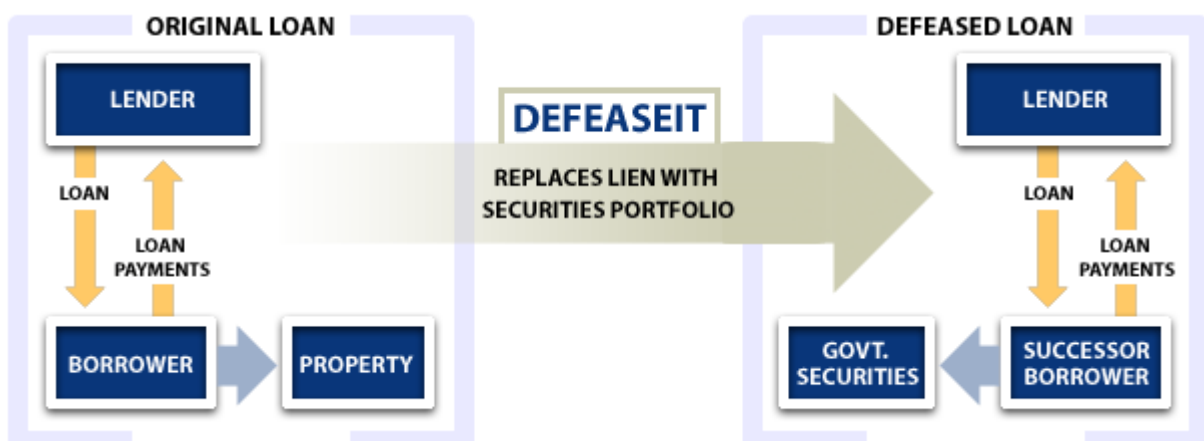 ORIGINAL LOAN
LENDER
LOAN
LOAN
PAYMENTS
BORROWER
PROPERTY
DEFEASEIT
REPLACES LIEN WITH
SECURITIES PORTFOLIO
DEFEASED LOAN
LENDER
LOAN
LOAN
PAYMENTS
GOVT.
SECURITIES
SUCCESSOR
BORROWER